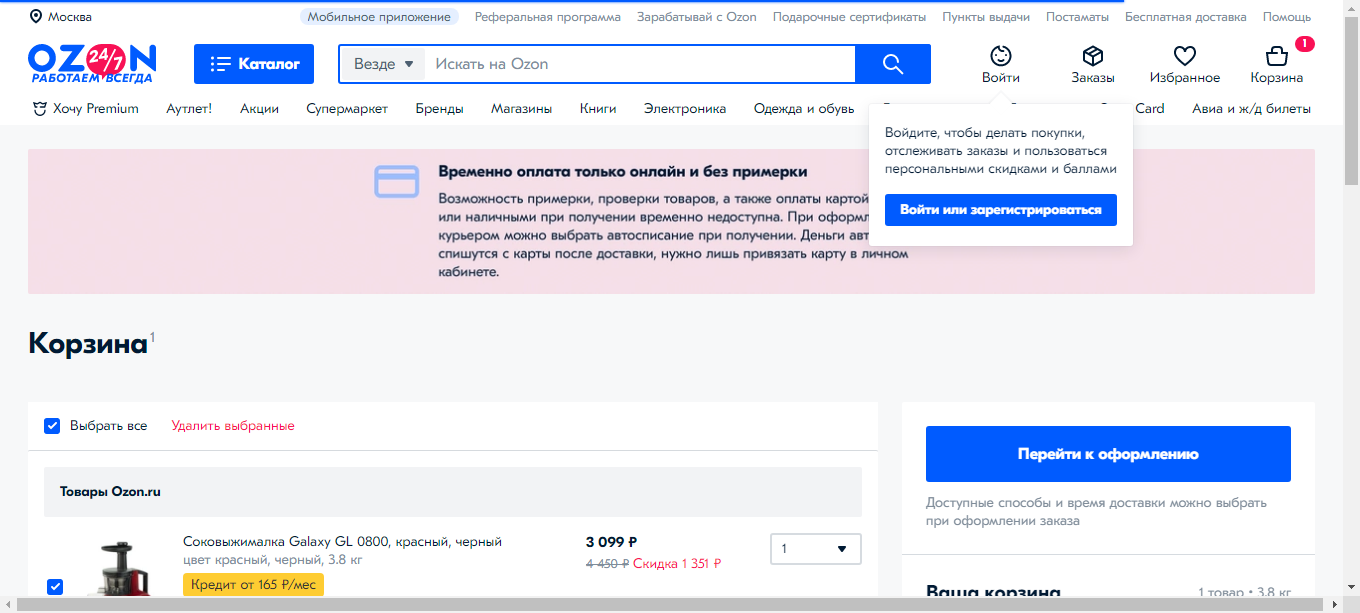 Москва
Мобильное приложение Реферальная программа Зарабатывай с Ozon Подарочные сертификаты Пункты выдачи Постаматы Бесплатная доставка Помощь
OZON 24/7
РАБОТАЕМ ВСЕГДА
Каталог
Везде Искать на Ozon
Войти Заказы Избранное Корзина 1
Хочу Premium Аутлет! Акции Супермаркет Бренды Магазины Книги Электроника Одежда и обувь Card Авиа и ж/д билеты
Войдите, чтобы делать покупки,
отслеживать заказы и пользоваться
персональными скидками и баллами
Войти или зарегистрироваться
Временно оплата только онлайн и без примерки
Возможность примерки, проверки товаров, а также оплаты картой
или наличными при получении временно недоступна. При оформл
курьером можно выбрать автосписание при получении. Деньги авт
спишутся с карты после доставки, нужно лишь привязать карту в личном
кабинете.
Корзина 1
Выбрать все Удалить выбранные
Товары Ozon.ru
Соковыжималка Galaxy GL 0800, красный, черный
цвет красный, черный, 3.8 кг
Кредит от 165 ₽/мес
3 099 ₽
4 450 ₽ Скидка 1 351 ₽
1
Перейти к оформлению
Доступные способы и время доставки можно выбрать
при оформлении заказа
Ваша корзина 1 товар • 3.8 кг